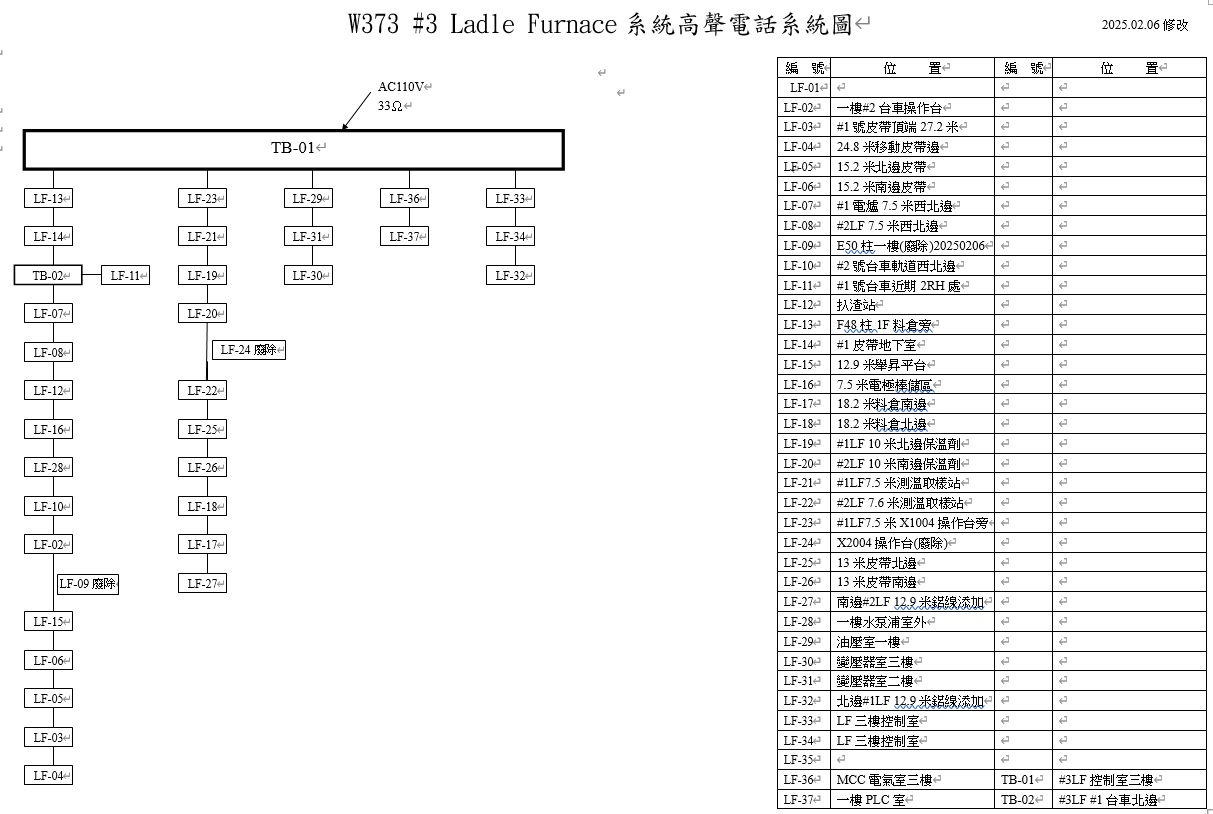 W373 #3 Ladle Furnace 系統高聲電話系統圖
2025.02.06 修改
AC110V
33Ω
TB-01
LF-13 LF-23 LF-29 LF-36 LF-33
LF-14 LF-21 LF-31 LF-37 LF-34
TB-02 LF-11 LF-19 LF-30 LF-32
LF-07 LF-20
LF-24 廢除
LF-08
LF-12 LF-22
LF-16 LF-25
LF-28 LF-26
LF-10 LF-18
LF-02 LF-17
LF-09 廢除 LF-27
LF-15
LF-06
LF-05
LF-03
LF-04
編 號 位 置 編 號 位 置
LF-01
LF-02 一樓#2 台車操作台
LF-03 #1 號皮帶頂端 27.2 米
LF-04 24.8 米移動皮帶邊
LF-05 15.2 米北邊皮帶
LF-06 15.2 米南邊皮帶
LF-07 #1 電爐 7.5 米西北邊
LF-08 #2LF 7.5 米西北邊
LF-09 E50 柱一樓(廢除)20250206
LF-10 #2 號台車軌道西北邊
LF-11 #1 號台車近期 2RH 處
LF-12 扒渣站
LF-13 F48 柱 1F 料倉旁
LF-14 #1 皮帶地下室
LF-15 12.9 米舉昇平台
LF-16 7.5 米電極棒儲區
LF-17 18.2 米料倉南邊
LF-18 18.2 米料倉北邊
LF-19 #1LF 10 米北邊保溫劑
LF-20 #2LF 10 米南邊保溫劑
LF-21 #1LF7.5 米測溫取樣站
LF-22 #2LF 7.6 米測溫取樣站
LF-23 #1LF7.5 米 X1004 操作台旁
LF-24 X2004 操作台(廢除)
LF-25 13 米皮帶北邊
LF-26 13 米皮帶南邊
LF-27 南邊#2LF 12.9 米鋁線添加
LF-28 一樓水泵浦室外
LF-29 油壓室一樓
LF-30 變壓器室三樓
LF-31 變壓器室二樓
LF-32 北邊#1LF 12.9 米鋁線添加
LF-33 LF 三樓控制室
LF-34 LF 三樓控制室
LF-35
LF-36 MCC 電氣室三樓 TB-01 #3LF 控制室三樓
LF-37 一樓 PLC 室 TB-02 #3LF #1 台車北邊